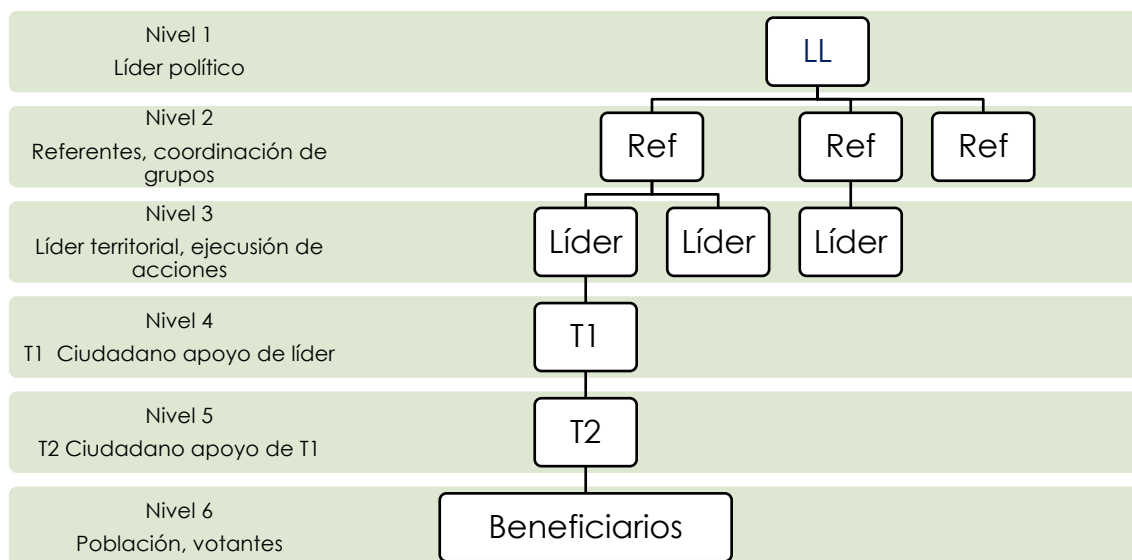 Nivel 1
Líder político
LL
Nivel 2
Referentes, coordinación de
grupos
Ref
Ref
Ref
Nivel 3
Líder territorial, ejecusión de
acciones
Líder
Líder
Líder
Nivel 4
T1 Ciudadano apoyo de líder
T1
Nivel 5
T2 Ciudadano apoyo de T1
T2
Nivel 6
Población, votantes
Beneficiarios